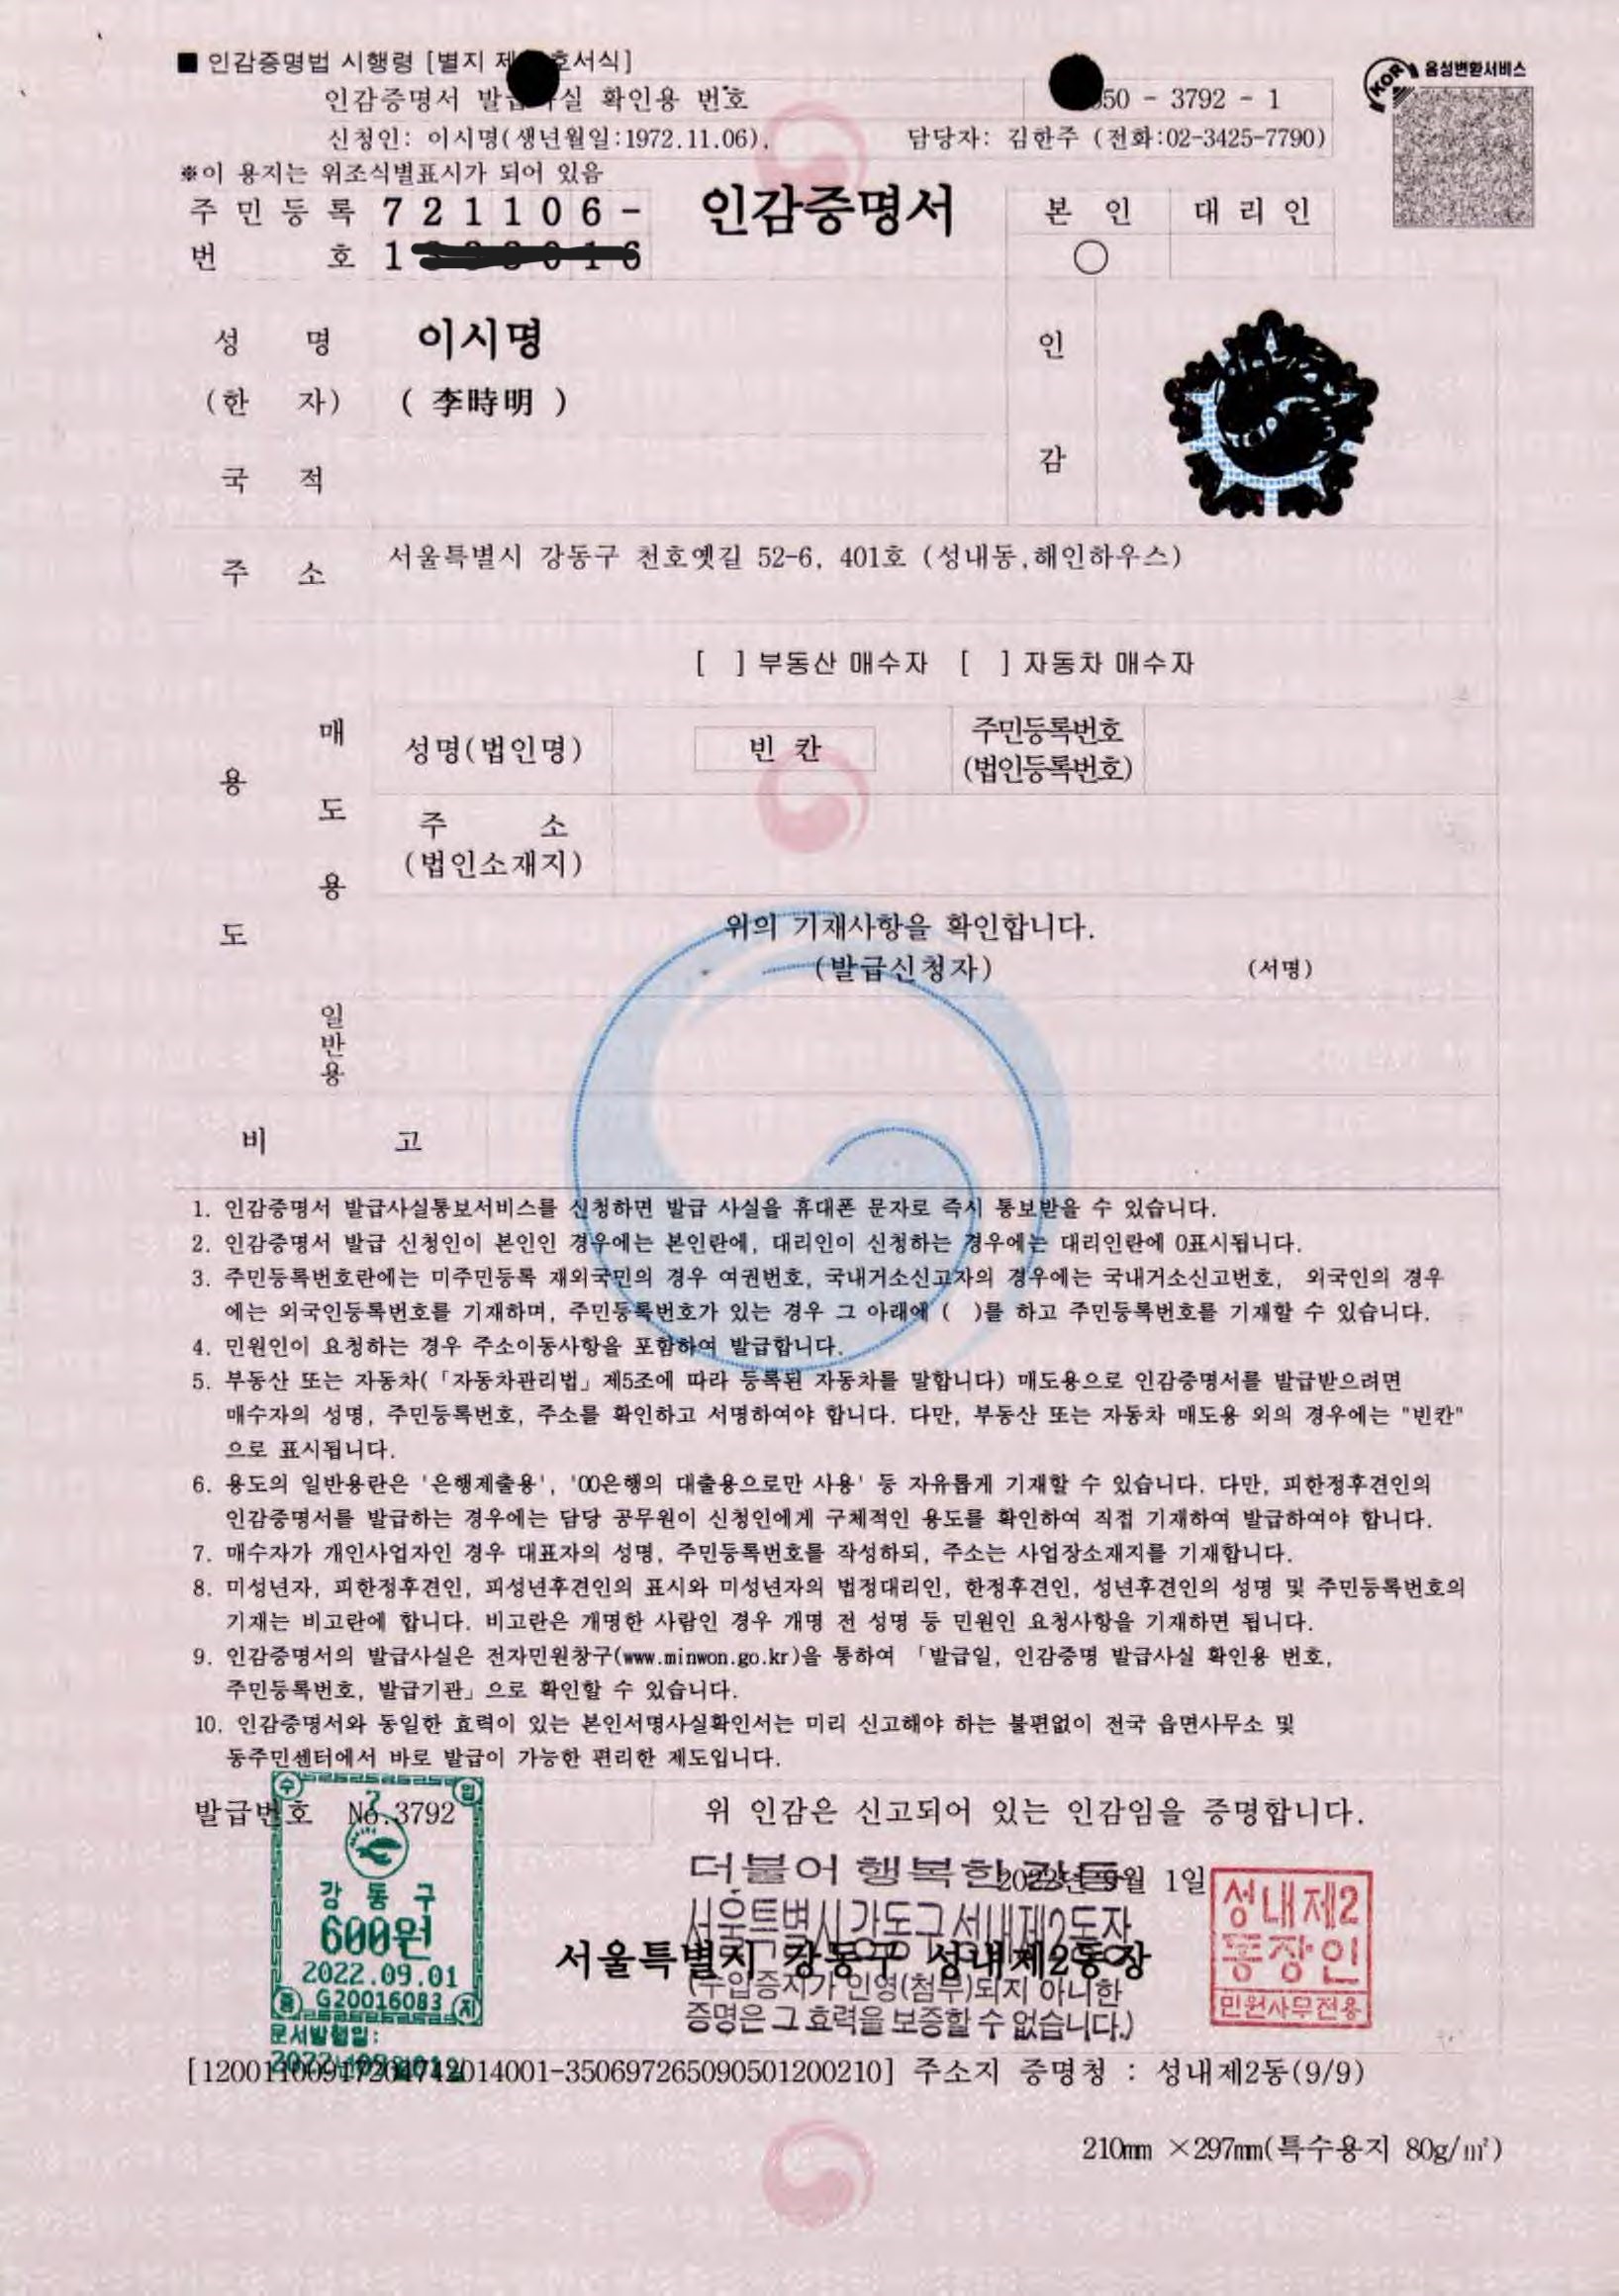 ■ 인감증명법 시행령 [별지 제 호서식]
음성변환서비스
KOR
인감증명서 발급 실 확인용 번호
50 - 3792 - 1
신청인: 이시명(생년월일:1972.11.06).
담당자: 김한주 (전화:02-3425-7790)
※이 용지는 위조식별표시가 되어 있음
주민등록 721106-
번 호 1
인감증명서
본 인 대리인
○
성 명 이시명
(한 자) ( 李時明 )
국 적
인
감
주 소 서울특별시 강동구 천호옛길 52-6, 401호 (성내동,해인하우스)
[ ] 부동산 매수자 [ ] 자동차 매수자
용
도
매
도
용
성명(법인명) 빈 칸 주민등록번호
(법인등록번호)
주 소
(법인소재지)
위의 기재사항을 확인합니다.
(발급신청자) (서명)
일
반
용
비 고
1. 인감증명서 발급사실통보서비스를 신청하면 발급 사실을 휴대폰 문자로 즉시 통보받을 수 있습니다.
2. 인감증명서 발급 신청인이 본인인 경우에는 본인란에, 대리인이 신청하는 경우에는 대리인란에 0표시됩니다.
3. 주민등록번호란에는 미주민등록 재외국민의 경우 여권번호, 국내거소신고자의 경우에는 국내거소신고번호, 외국인의 경우
에는 외국인등록번호를 기재하며, 주민등록번호가 있는 경우 그 아래에 ( )를 하고 주민등록번호를 기재할 수 있습니다.
4. 민원인이 요청하는 경우 주소이동사항을 포함하여 발급합니다.
5. 부동산 또는 자동차(「자동차관리법」제5조에 따라 등록된 자동차를 말합니다) 매도용으로 인감증명서를 발급받으려면
매수자의 성명, 주민등록번호, 주소를 확인하고 서명하여야 합니다. 다만, 부동산 또는 자동차 매도용 외의 경우에는 "빈칸"
으로 표시됩니다.
6. 용도의 일반용란은 '은행제출용', '00은행의 대출용으로만 사용' 등 자유롭게 기재할 수 있습니다. 다만, 피한정후견인의
인감증명서를 발급하는 경우에는 담당 공무원이 신청인에게 구체적인 용도를 확인하여 직접 기재하여 발급하여야 합니다.
7. 매수자가 개인사업자인 경우 대표자의 성명, 주민등록번호를 작성하되, 주소는 사업장소재지를 기재합니다.
8. 미성년자, 피한정후견인, 피성년후견인의 표시와 미성년자의 법정대리인, 한정후견인, 성년후견인의 성명 및 주민등록번호의
기재는 비고란에 합니다. 비고란은 개명한 사람인 경우 개명 전 성명 등 민원인 요청사항을 기재하면 됩니다.
9. 인감증명서의 발급사실은 전자민원창구(www.minwon.go.kr)을 통하여 「발급일, 인감증명 발급사실 확인용 번호,
주민등록번호, 발급기관」으로 확인할 수 있습니다.
10. 인감증명서와 동일한 효력이 있는 본인서명사실확인서는 미리 신고해야 하는 불편없이 전국 읍면사무소 및
동주민센터에서 바로 발급이 가능한 편리한 제도입니다.
발급번호 No.3792
위 인감은 신고되어 있는 인감임을 증명합니다.
수 입 증 지
7
강동구
600원
2022.09.01
G20016083
문서발행일:
더불어 행복한 강동
2022년 9월 1일
서울특별시 강동구 성내제2동장
(수입증지가 인영(첨부)되지 아니한
증명은 그 효력을 보증할 수 없습니다.)
성내제2
동장인
민원사무전용
주소지 증명청 : 성내제2동(9/9)
210mm ×297mm(특수용지 80g/㎡)